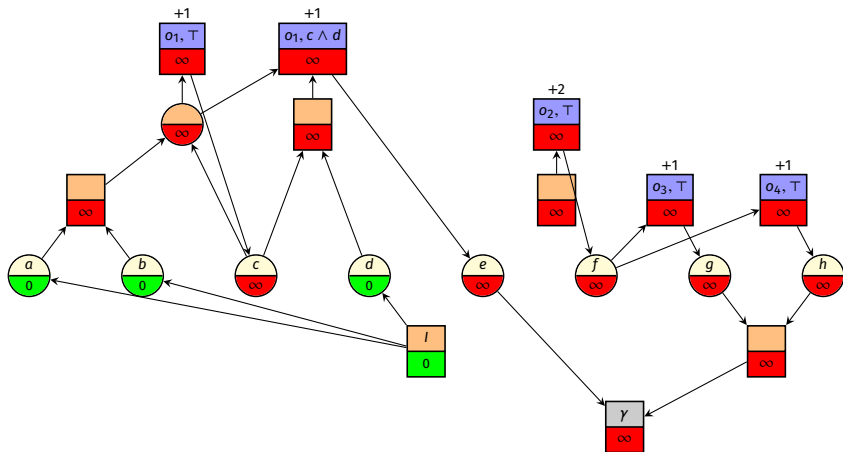 +1 +1
o₁, ⊤ o₁, c ∧ d
∞ ∞
+2
o₂, ⊤
∞ ∞
+1 +1
o₃, ⊤ o₄, ⊤
∞ ∞ ∞ ∞
a b c d e f g h
0 0 ∞ 0 ∞ ∞ ∞ ∞
I
0 ∞
γ
∞